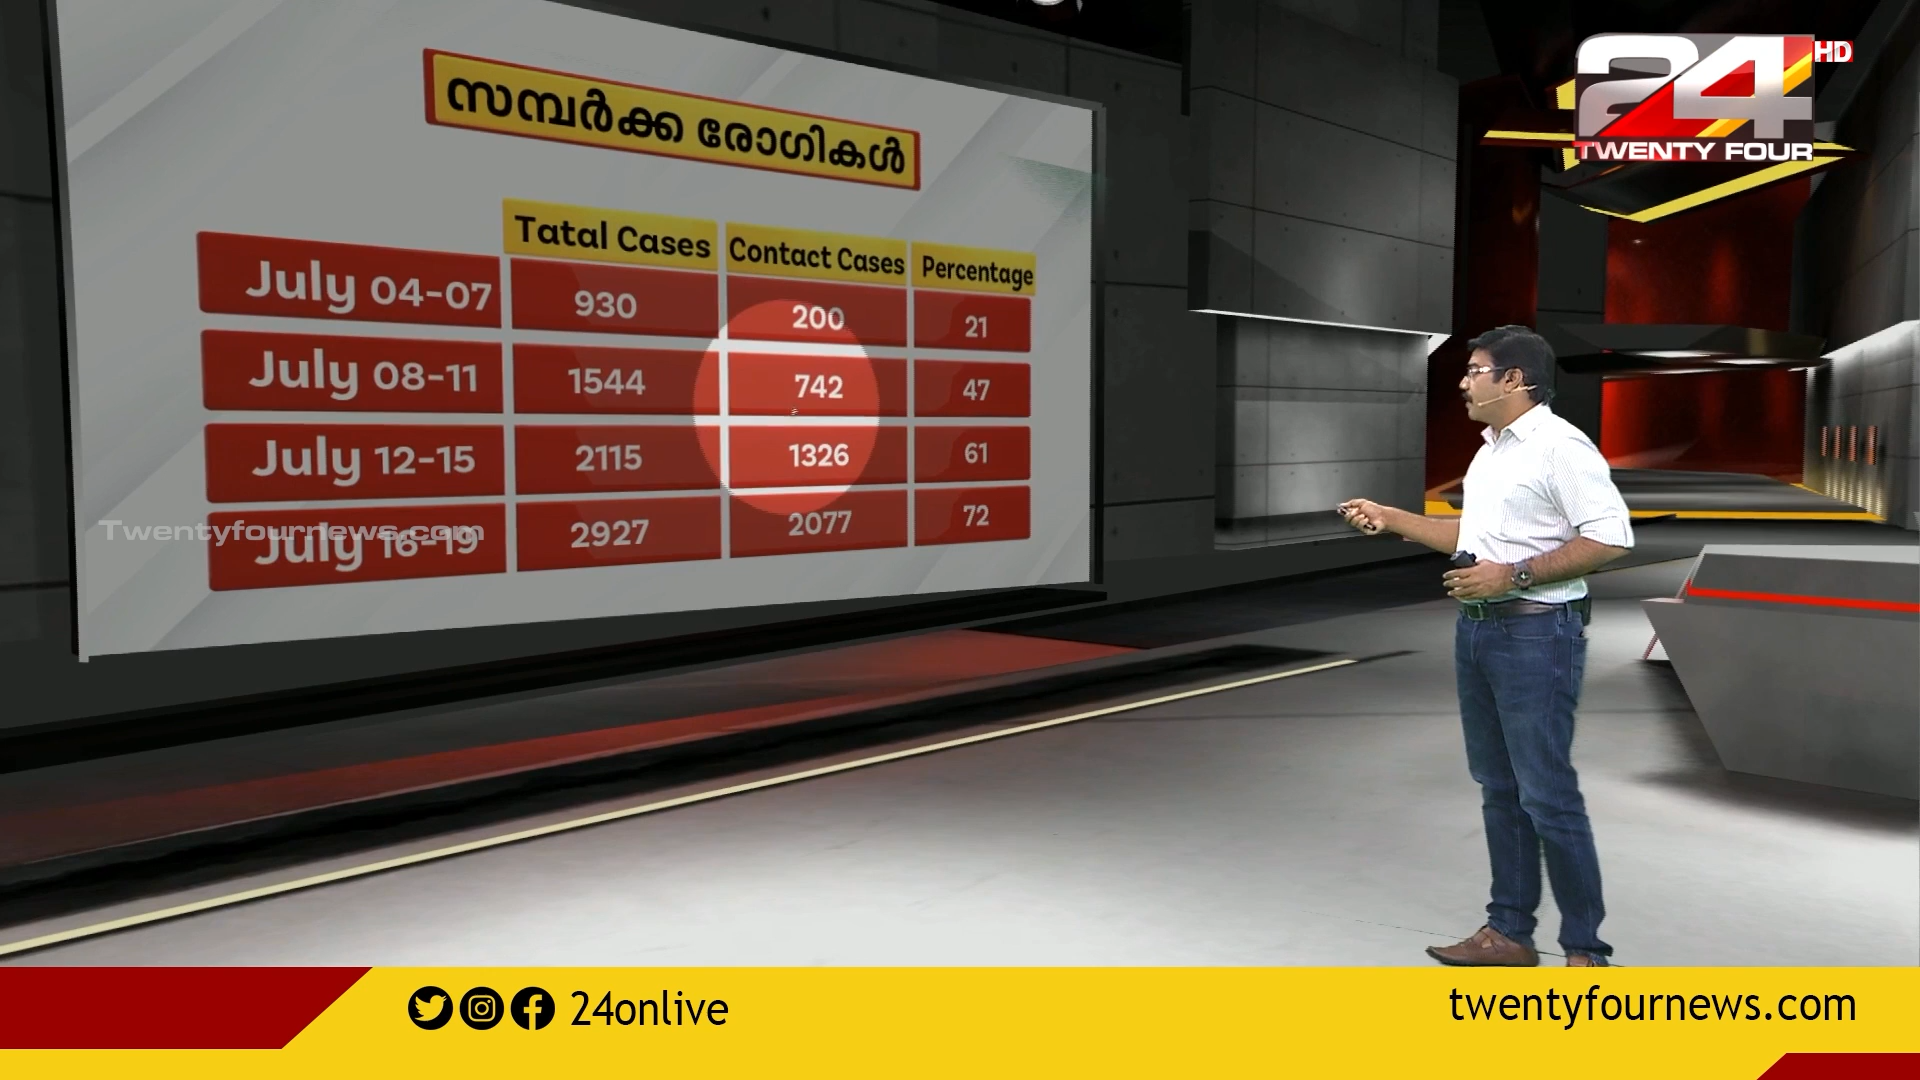 സമ്പർക്ക രോഗികൾ
Tatal Cases Contact Cases Percentage
July 04-07 930 200 21
July 08-11 1544 742 47
July 12-15 2115 1326 61
July 16-19 2927 2077 72
Twentyfournews.com
24 HD
TWENTY FOUR
24onlive
twentyfournews.com